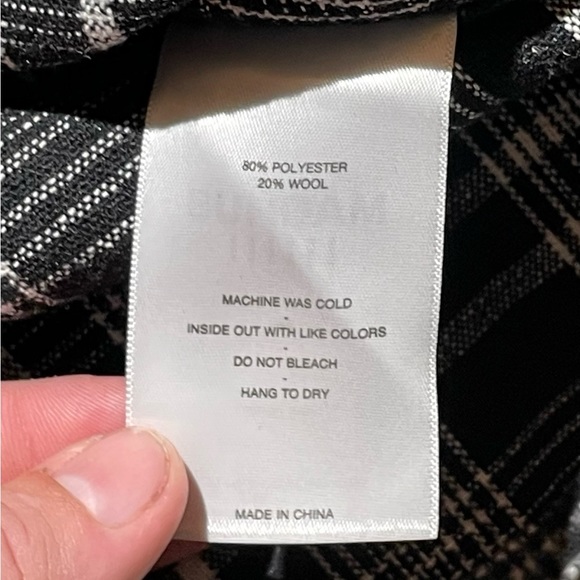 80% POLYESTER
20% WOOL
MACHINE WAS COLD
-
INSIDE OUT WITH LIKE COLORS
-
DO NOT BLEACH
-
HANG TO DRY
MADE IN CHINA